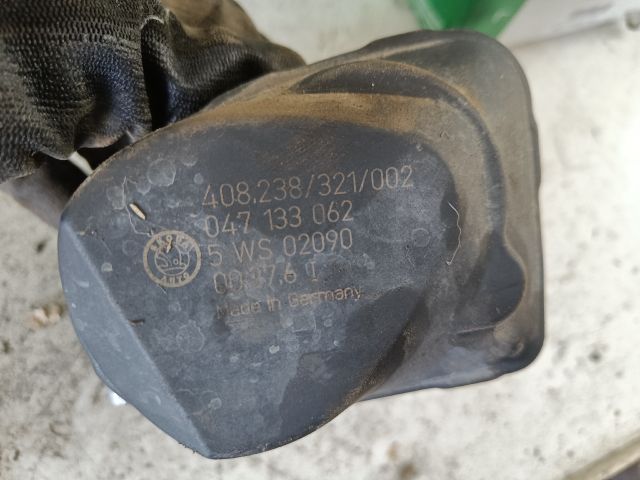 408.238/321/002
047 133 062
5 WS 02090
Made in Germany